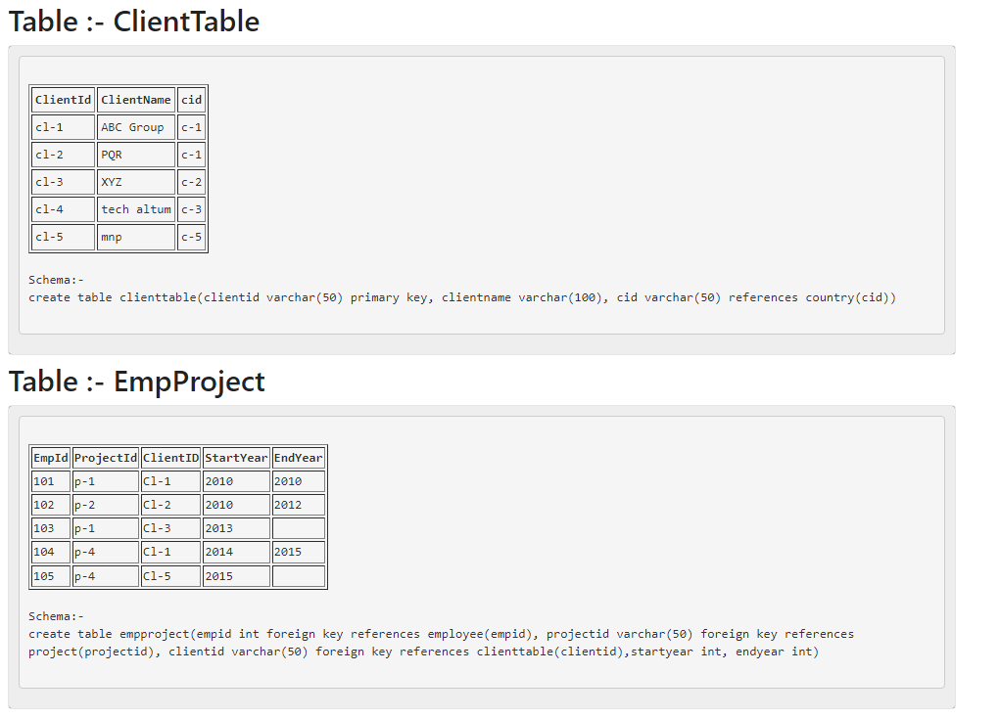 Table :- ClientTable
ClientId ClientName cid
cl-1 ABC Group c-1
cl-2 PQR c-1
cl-3 XYZ c-2
cl-4 tech altum c-3
cl-5 mnp c-5
Schema:-
create table clienttable(clientid varchar(50) primary key, clientname varchar(100), cid varchar(50) references country(cid))
Table :- EmpProject
EmpId ProjectId ClientID StartYear EndYear
101 p-1 Cl-1 2010 2010
102 p-2 Cl-2 2010 2012
103 p-1 Cl-3 2013
104 p-4 Cl-1 2014 2015
105 p-4 Cl-5 2015
Schema:-
create table empproject(empid int foreign key references employee(empid), projectid varchar(50) foreign key references
project(projectid), clientid varchar(50) foreign key references clienttable(clientid),startyear int, endyear int)